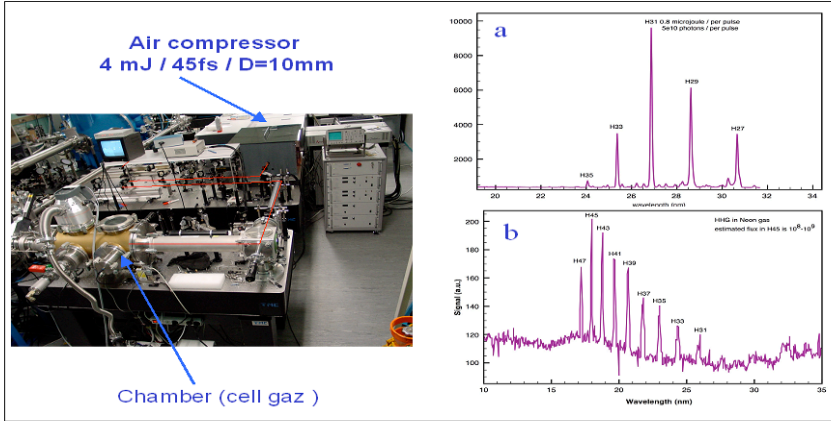 Air compressor
4 mJ / 45fs / D=10mm
Chamber (cell gaz )
a
H31 0.8 microjoule / per pulse
5e10 photons / per pulse
10000
8000
6000
4000
2000
H35
H33
H29
H27
20
22
24
26
28
30
32
34
wavelength (nm)
b
HHG in Neon gas
estimated flux in H45 is 10⁸-10⁹
Signal (a.u.)
200
180
160
140
120
100
H47
H45
H43
H41
H39
H37
H35
H33
H31
10
15
20
25
30
35
Wavelength (nm)